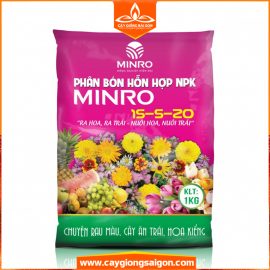 CÂY GIỐNG SÀI GÒN
MINRO
PHÂN BÓN HỖN HỢP NPK
MINRO
15-5-20
"RA HOA, RA TRÁI - NUÔI HOA, NUÔI TRÁI"
KLT:
1KG
CHUYÊN RAU MÀU, CÂY ĂN TRÁI, HOA KIỂNG
www.caygiongsaigon.com